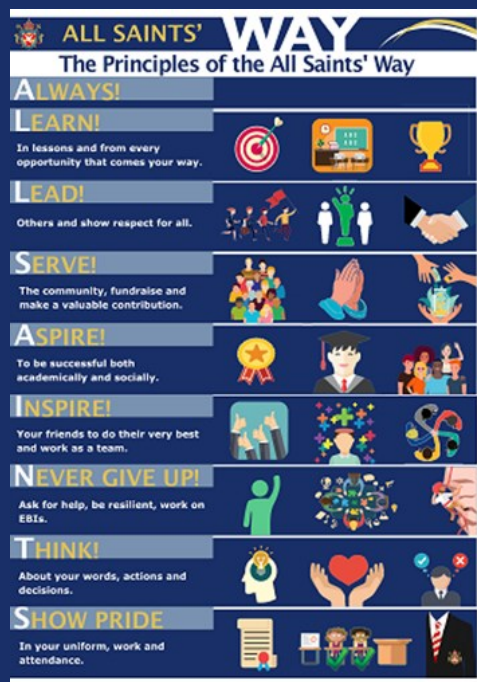 ALL SAINTS' WAY
The Principles of the All Saints' Way
ALWAYS!
LEARN!
In lessons and from every
opportunity that comes your way.
LEAD!
Others and show respect for all.
SERVE!
The community, fundraise and
make a valuable contribution.
ASPIRE!
To be successful both
academically and socially.
INSPIRE!
Your friends to do their very best
and work as a team.
NEVER GIVE UP!
Ask for help, be resilient, work on
EBIs.
THINK!
About your words, actions and
decisions.
SHOW PRIDE
In your uniform, work and
attendance.